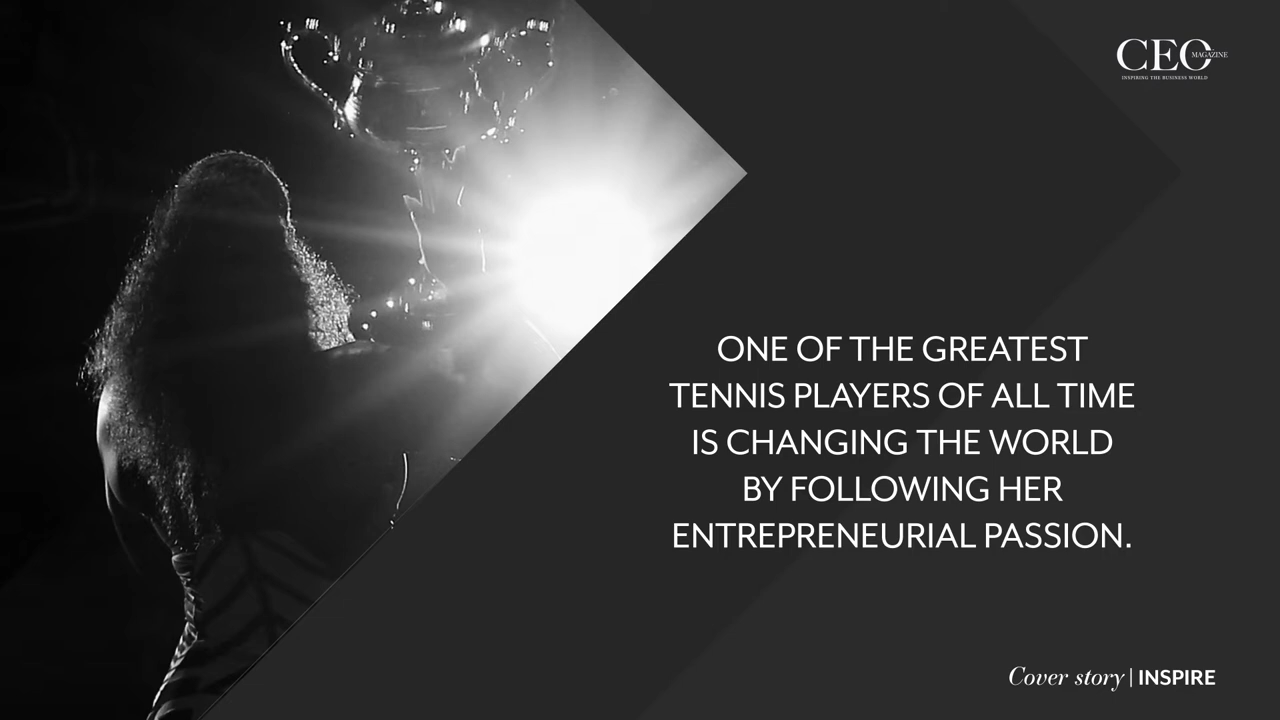 CEO MAGAZINE
INSPIRING THE BUSINESS WORLD
ONE OF THE GREATEST
TENNIS PLAYERS OF ALL TIME
IS CHANGING THE WORLD
BY FOLLOWING HER
ENTREPRENEURIAL PASSION.
Cover story | INSPIRE